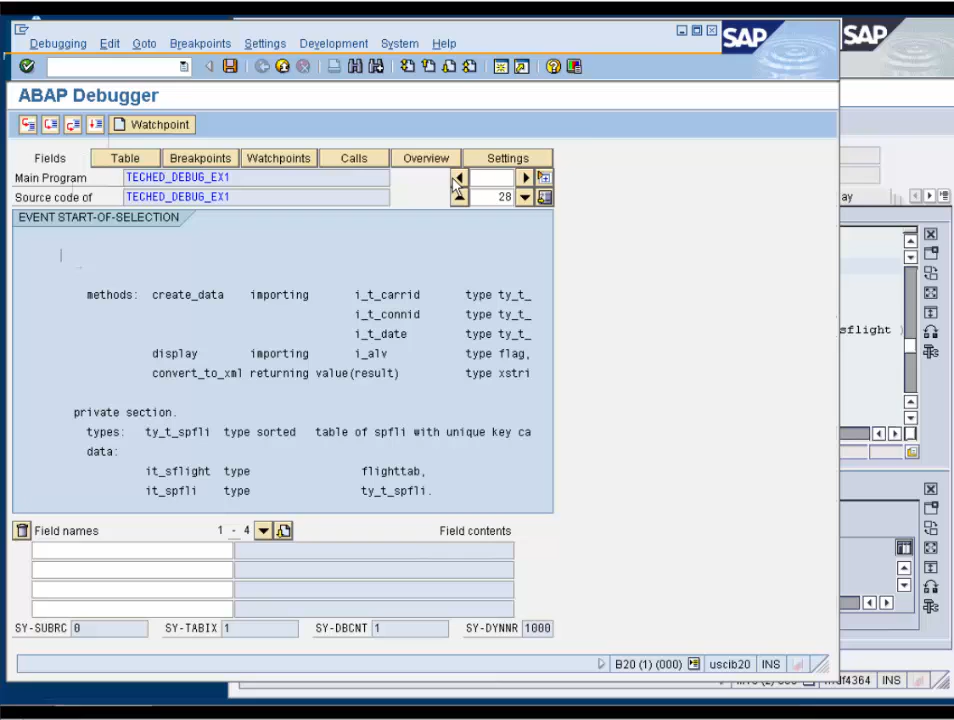 Debugging Edit Goto Breakpoints Settings Development System Help
SAP
SAP
ABAP Debugger
Watchpoint
Fields Table Breakpoints Watchpoints Calls Overview Settings
Main Program TECHED_DEBUG_EX1
Source code of TECHED_DEBUG_EX1 28
ay
EVENT START-OF-SELECTION
methods: create_data importing i_t_carrid type ty_t_
i_t_connid type ty_t_
i_t_date type ty_t_
sflight )
display importing i_alv type flag,
convert_to_xml returning value(result) type xstri
private section.
types: ty_t_spfli type sorted table of spfli with unique key ca
data:
it_sflight type flighttab,
it_spfli type ty_t_spfli.
Field names 1 - 4 Field contents
SY-SUBRC 0 SY-TABIX 1 SY-DBCNT 1 SY-DYNNR 1000
B20 (1) (000) uscib20 INS
4364 INS